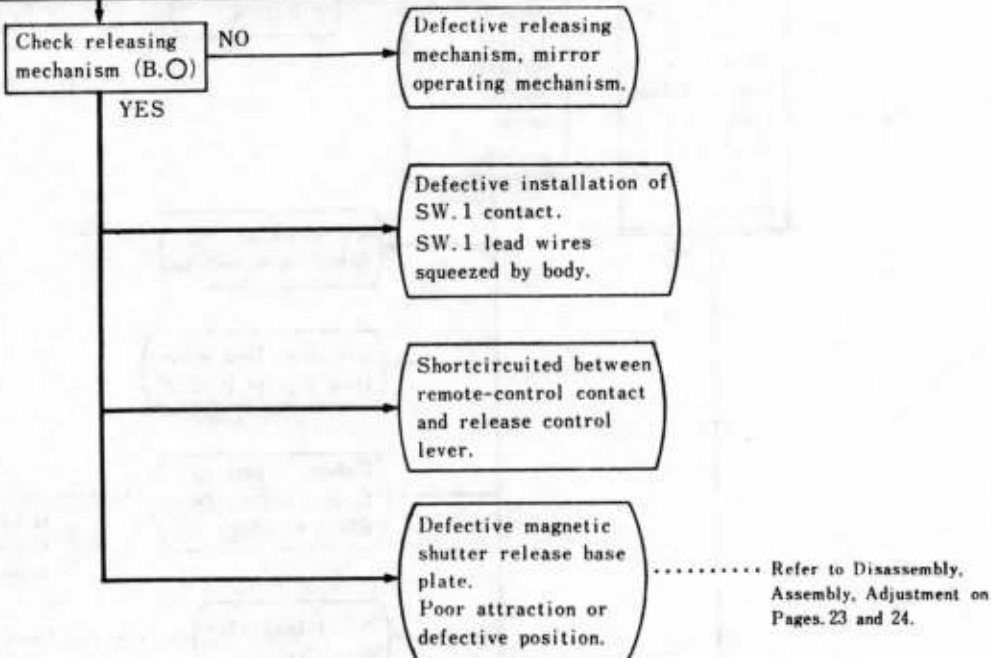 Check releasing
mechanism (B.○)
NO
YES
Defective releasing
mechanism, mirror
operating mechanism.
Defective installation of
SW.1 contact.
SW.1 lead wires
squeezed by body.
Shortcircuited between
remote-control contact
and release control
lever.
Defective magnetic
shutter release base
plate.
Poor attraction or
defective position.
Refer to Disassembly,
Assembly, Adjustment on
Pages.23 and 24.